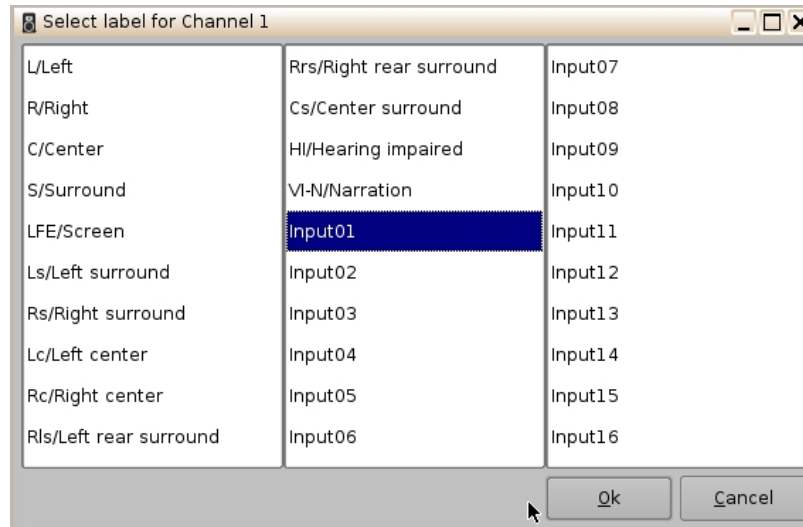 Select label for Channel 1
L/Left
R/Right
C/Center
S/Surround
LFE/Screen
Ls/Left surround
Rs/Right surround
Lc/Left center
Rc/Right center
Rls/Left rear surround
Rrs/Right rear surround
Cs/Center surround
HI/Hearing impaired
VI-N/Narration
Input01
Input02
Input03
Input04
Input05
Input06
Input07
Input08
Input09
Input10
Input11
Input12
Input13
Input14
Input15
Input16
Ok
Cancel